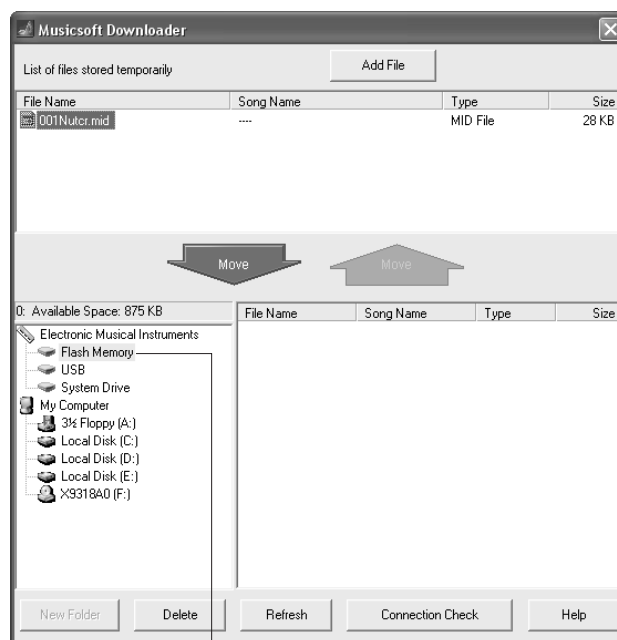 Musicsoft Downloader
List of files stored temporarily Add File
File Name Song Name Type Size
001Nutcr.mid ---- MID File 28 KB
Move Move
0: Available Space: 875 KB
File Name Song Name Type Size
Electronic Musical Instruments
Flash Memory
USB
System Drive
My Computer
3½ Floppy (A:)
Local Disk (C:)
Local Disk (D:)
Local Disk (E:)
X9318A0 (F:)
New Folder Delete Refresh Connection Check Help